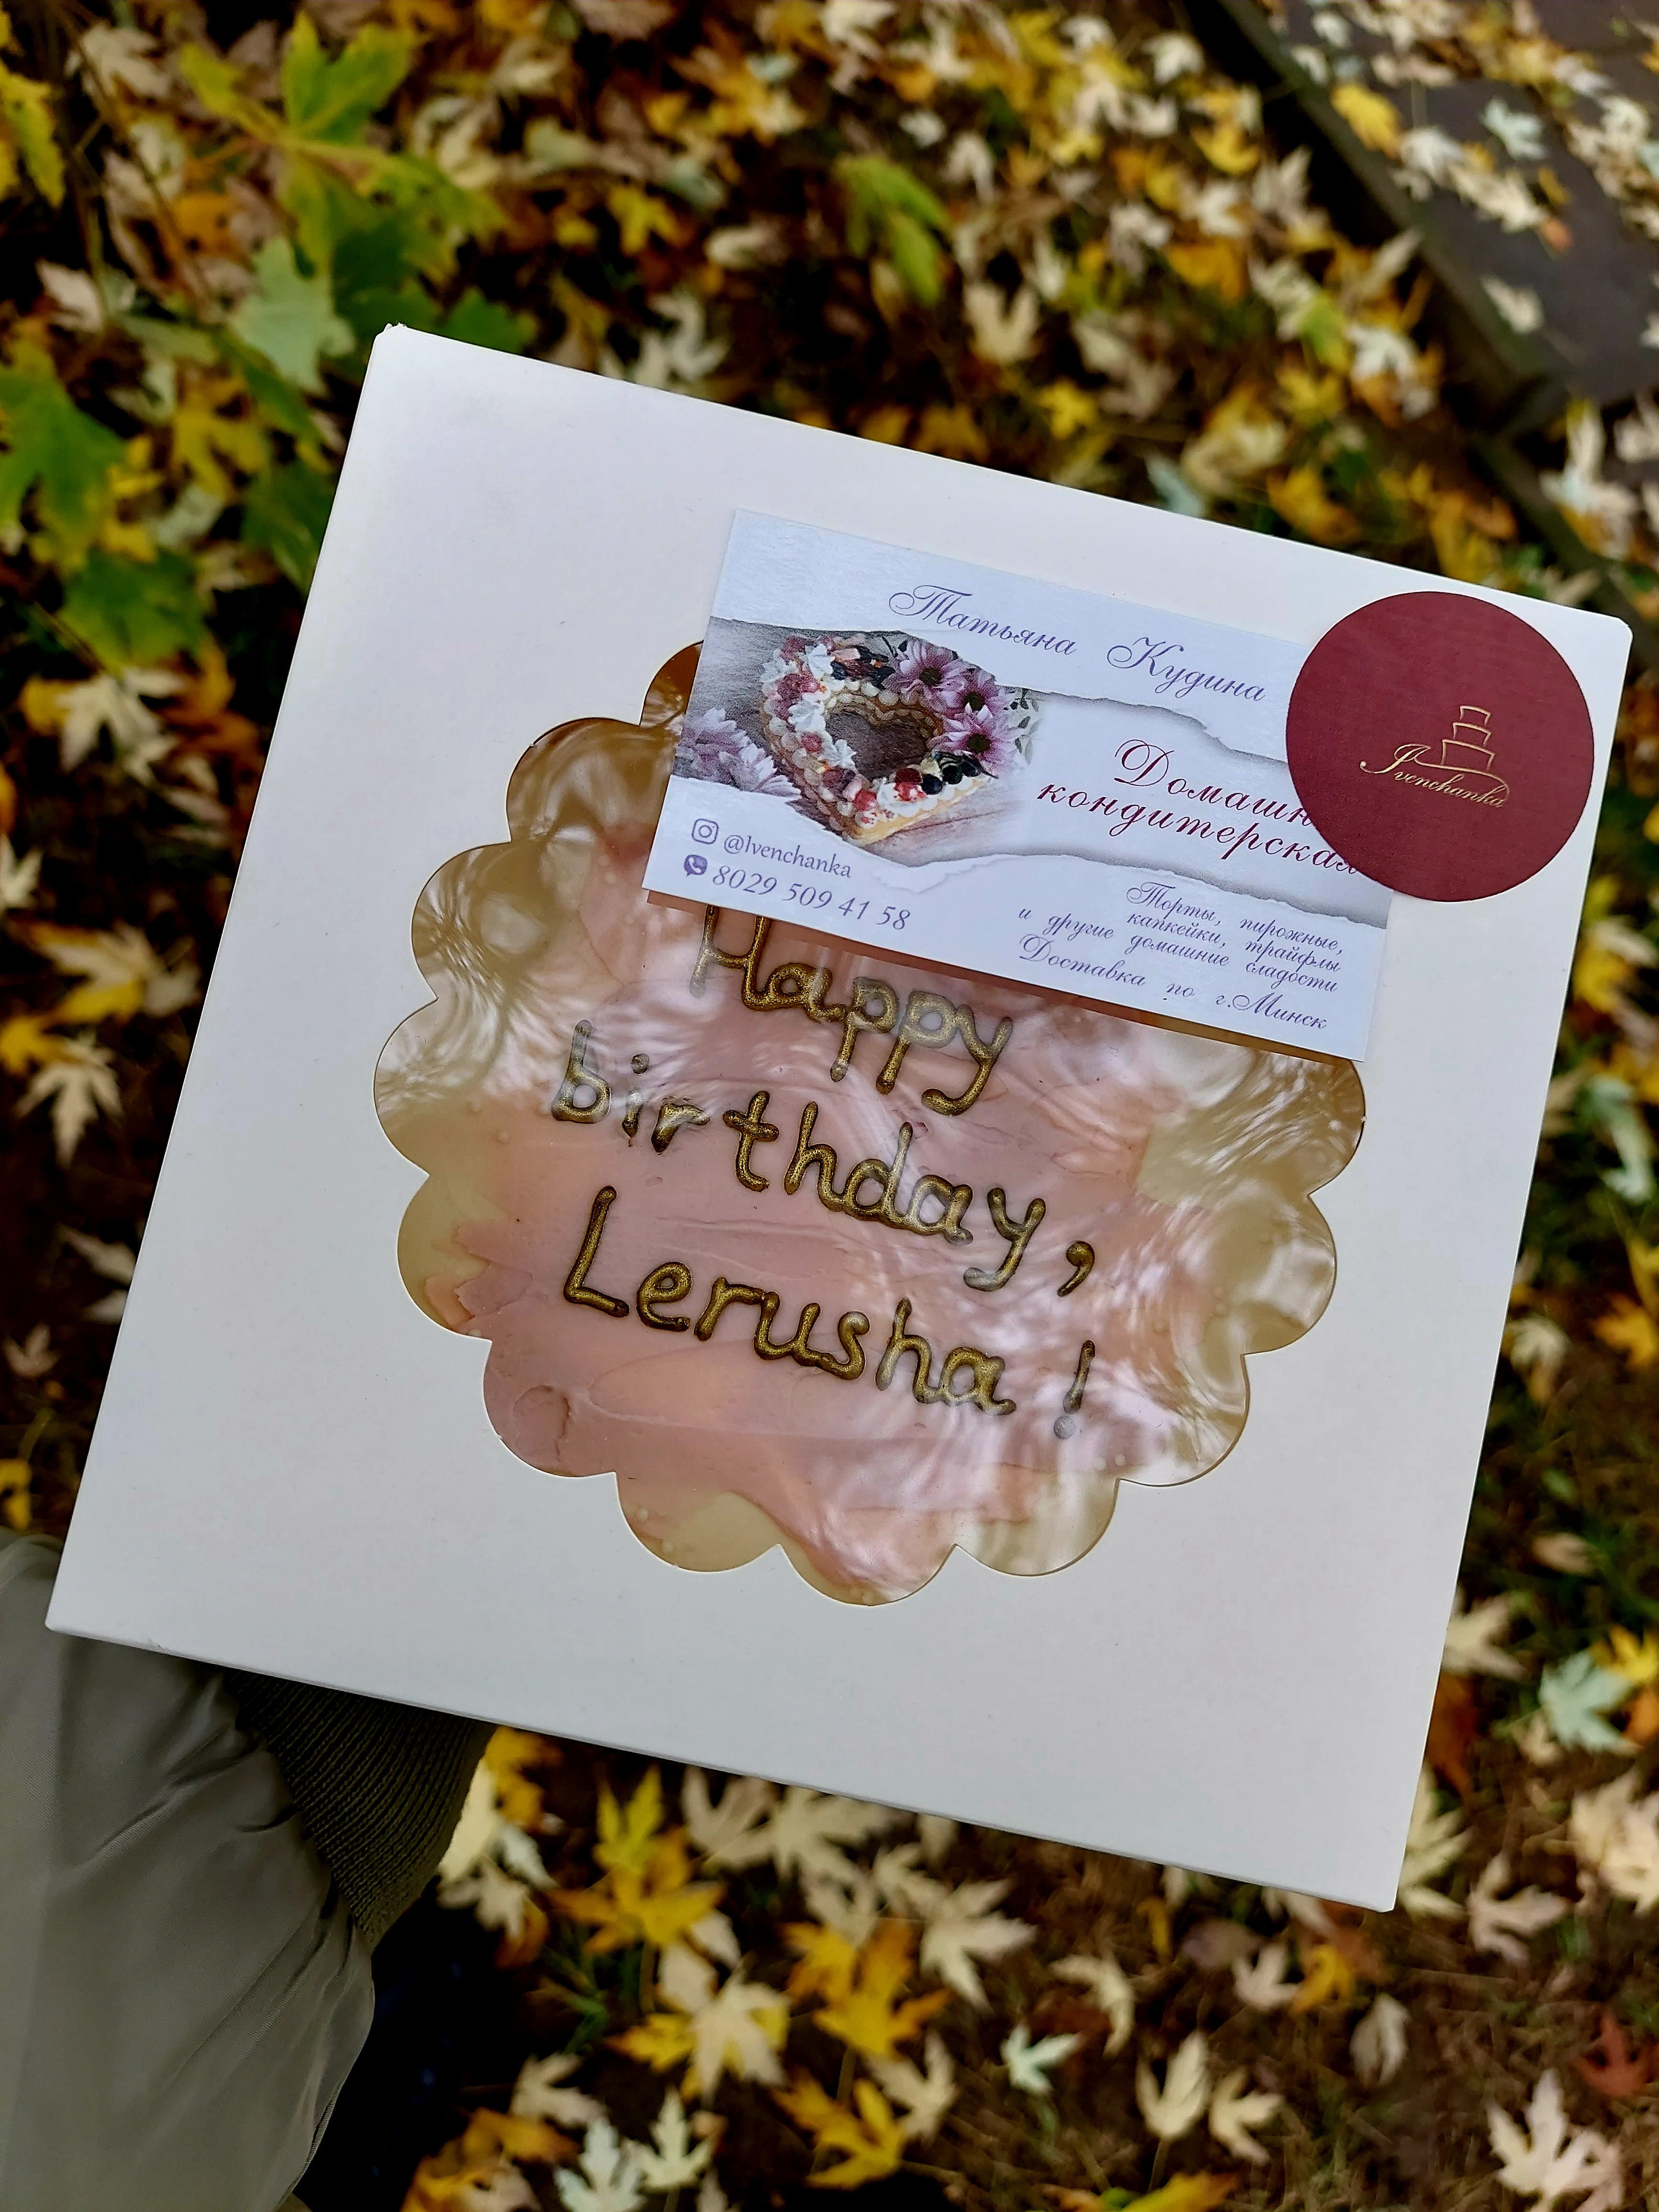 Татьяна Кудина
Домашн
кондитерская
@lvenchanka
8029 509 41 58
Торты, пирожные,
капкейки, трайфлы
и другие домашние сладости
Доставка по г.Минск
Ivenchanka
Happy
birthday,
Lerusha!